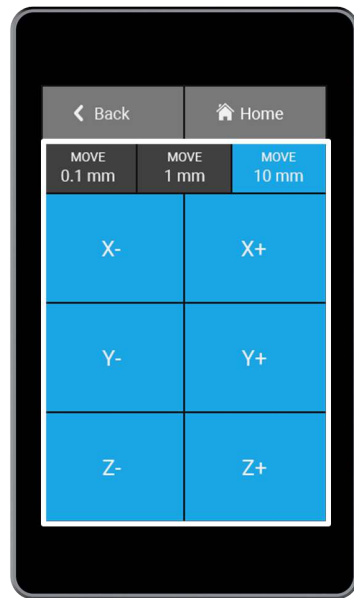 Back
Home
MOVE
0.1 mm
MOVE
1 mm
MOVE
10 mm
X-
X+
Y-
Y+
Z-
Z+